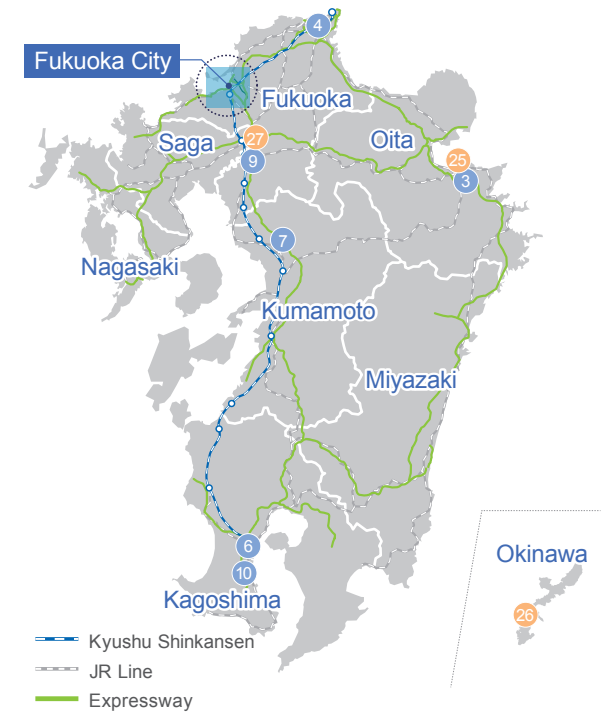 4
Fukuoka City
Fukuoka
Saga
27
Oita
9
25
3
7
Nagasaki
Kumamoto
Miyazaki
6
Okinawa
10
Kagoshima
26
Kyushu Shinkansen
JR Line
Expressway